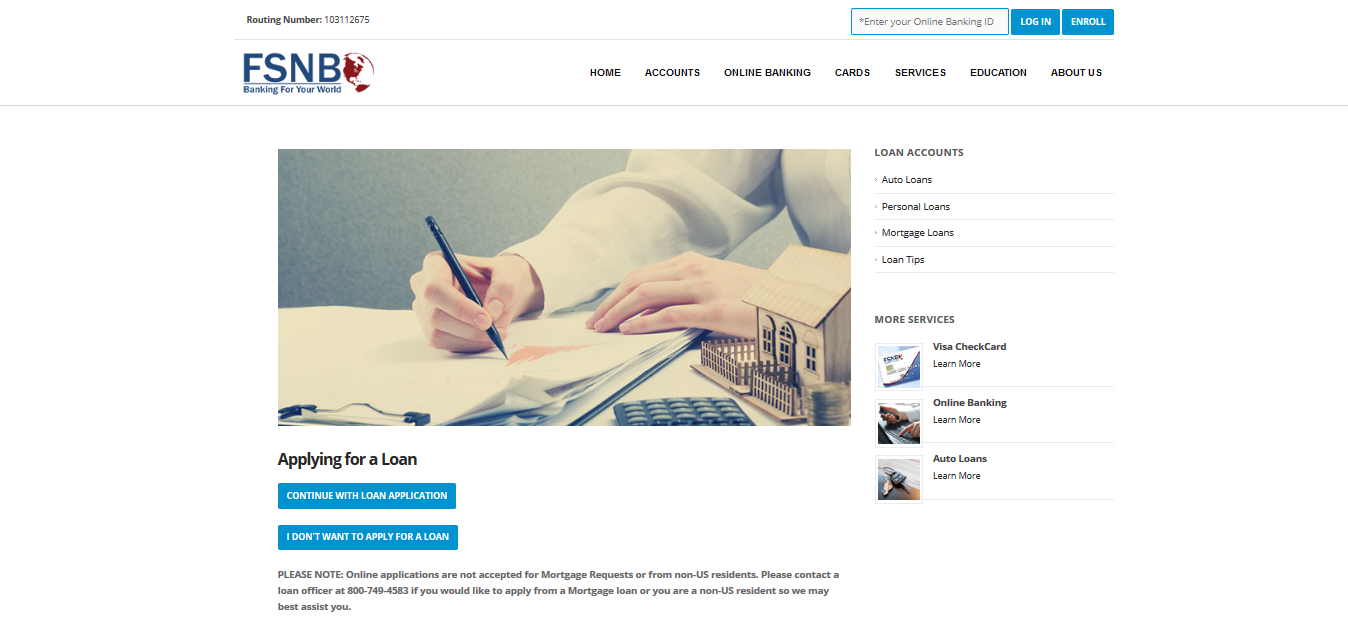 Routing Number: 103112675
*Enter your Online Banking ID
LOG IN
ENROLL
FSNB
Banking For Your World
HOME
ACCOUNTS
ONLINE BANKING
CARDS
SERVICES
EDUCATION
ABOUT US
LOAN ACCOUNTS
Auto Loans
Personal Loans
Mortgage Loans
Loan Tips
MORE SERVICES
FSNB
Visa CheckCard
Learn More
Online Banking
Learn More
Auto Loans
Learn More
Applying for a Loan
CONTINUE WITH LOAN APPLICATION
I DON'T WANT TO APPLY FOR A LOAN
PLEASE NOTE: Online applications are not accepted for Mortgage Requests or from non-US residents. Please contact a
loan officer at 800-749-4583 if you would like to apply from a Mortgage loan or you are a non-US resident so we may
best assist you.